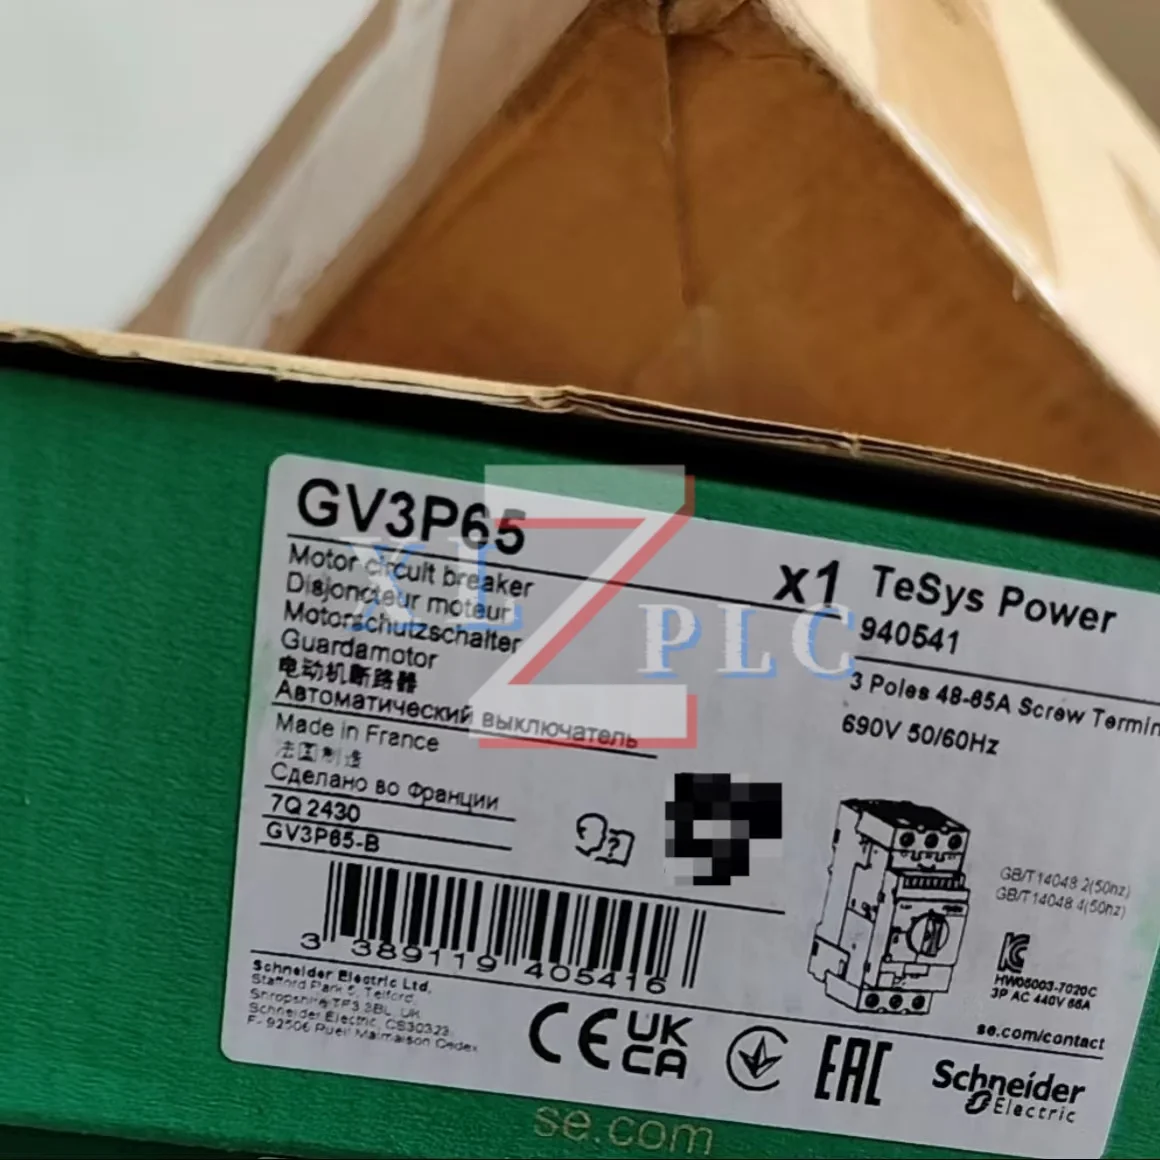 GV3P65
Motor circuit breaker
Disjoncteur moteur
Motorschutzschalter
Guardamotor
电动机断路器
Автоматический выключатель
Made in France
法国制造
Сделано во Франции
7Q 2430
GV3P65-B
3 389119 405416
Schneider Electric Ltd.
Stafford Park 5, Telford,
Shropshire TF3 3BL, UK
Schneider Electric, CS30323
F- 92506 Rueil Malmaison Cedex
x1
TeSys Power
940541
3 Poles 48-65A Screw Termin
690V 50/60Hz
GB/T14048.2(50hz)
GB/T14048.4(50hz)
HW05003-7020C
3P AC 440V 65A
se.com/contact
CE
UK
CA
EAC
Schneider
Electric
se.com
XL Z PLC